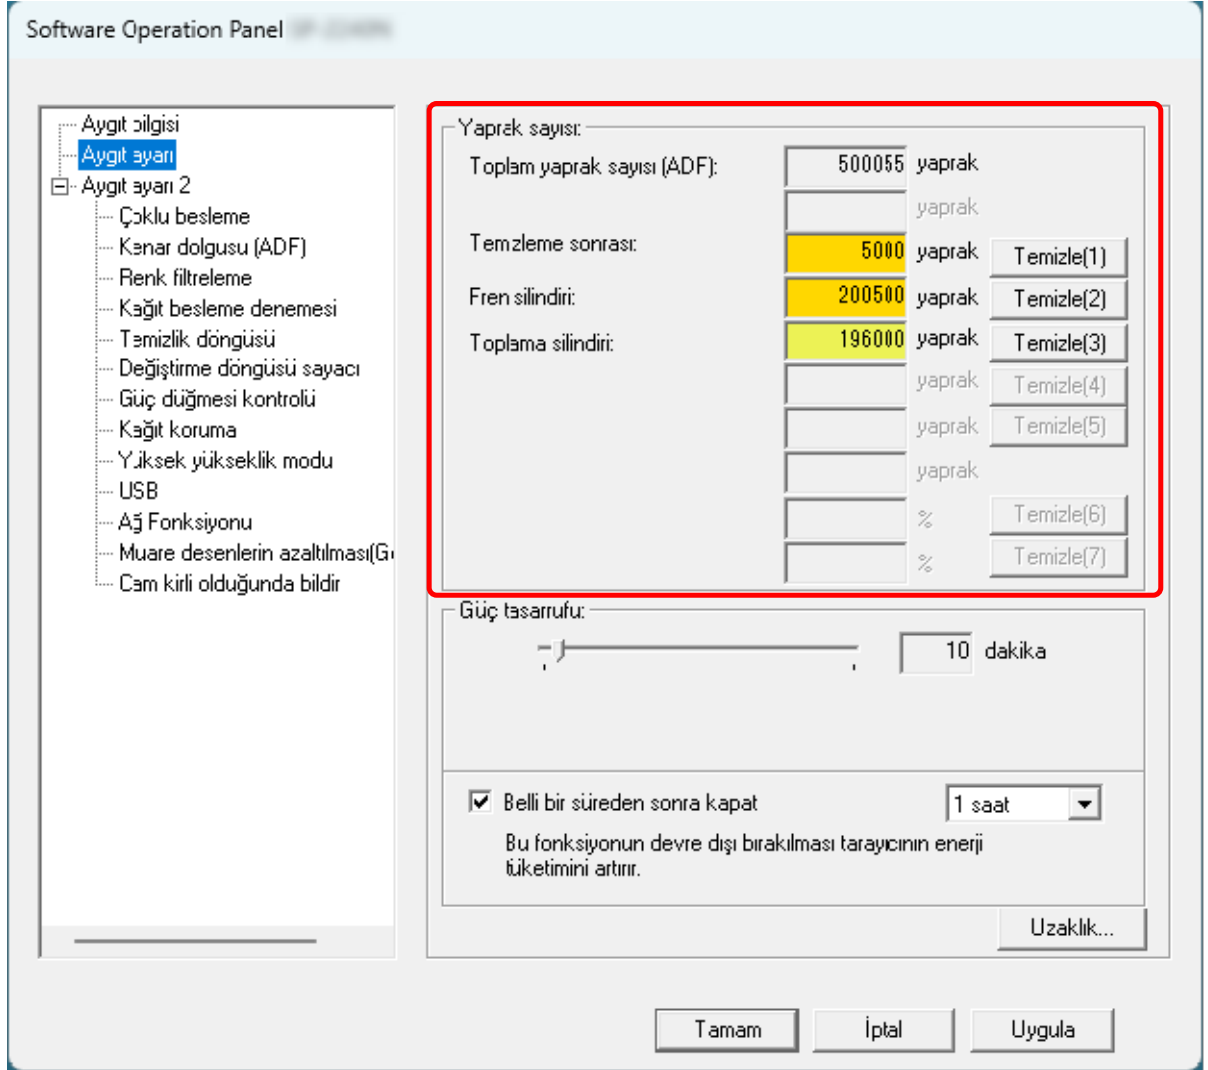 Software Operation Panel
Aygıt bilgisi
Aygıt ayarı
Aygıt ayarı 2
Çoklu besleme
Kenar dolgusu (ADF)
Renk filtreleme
Kağıt besleme denemesi
Temizlik döngüsü
Değiştirme döngüsü sayacı
Güç düğmesi kontrolü
Kağıt koruma
Yüksek yükseklik modu
USB
Ağ Fonksiyonu
Muare desenlerin azaltılması(G
Cam kirli olduğunda bildir
Yaprak sayısı:
Toplam yaprak sayısı (ADF): 500055 yaprak
yaprak
Temizleme sonrası: 5000 yaprak Temizle(1)
Fren silindiri: 200500 yaprak Temizle(2)
Toplama silindiri: 196000 yaprak Temizle(3)
yaprak Temizle(4)
yaprak Temizle(5)
yaprak
% Temizle(6)
% Temizle(7)
Güç tasarrufu:
10 dakika
Belli bir süreden sonra kapat 1 saat
Bu fonksiyonun devre dışı bırakılması tarayıcının enerji
tüketimini artırır.
Uzaklık...
Tamam İptal Uygula